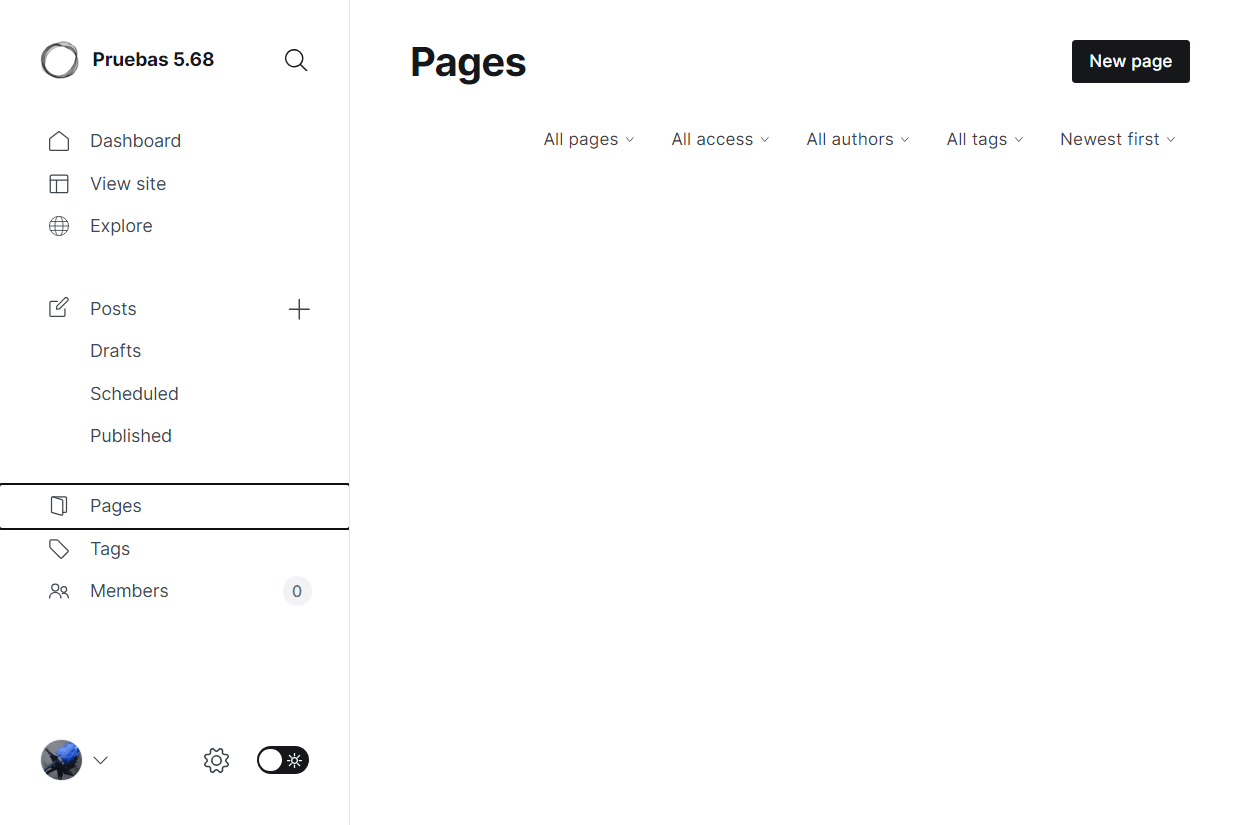 Pruebas 5.68
Dashboard
View site
Explore
Posts
Drafts
Scheduled
Published
Pages
Tags
Members 0
Pages
New page
All pages All access All authors All tags Newest first